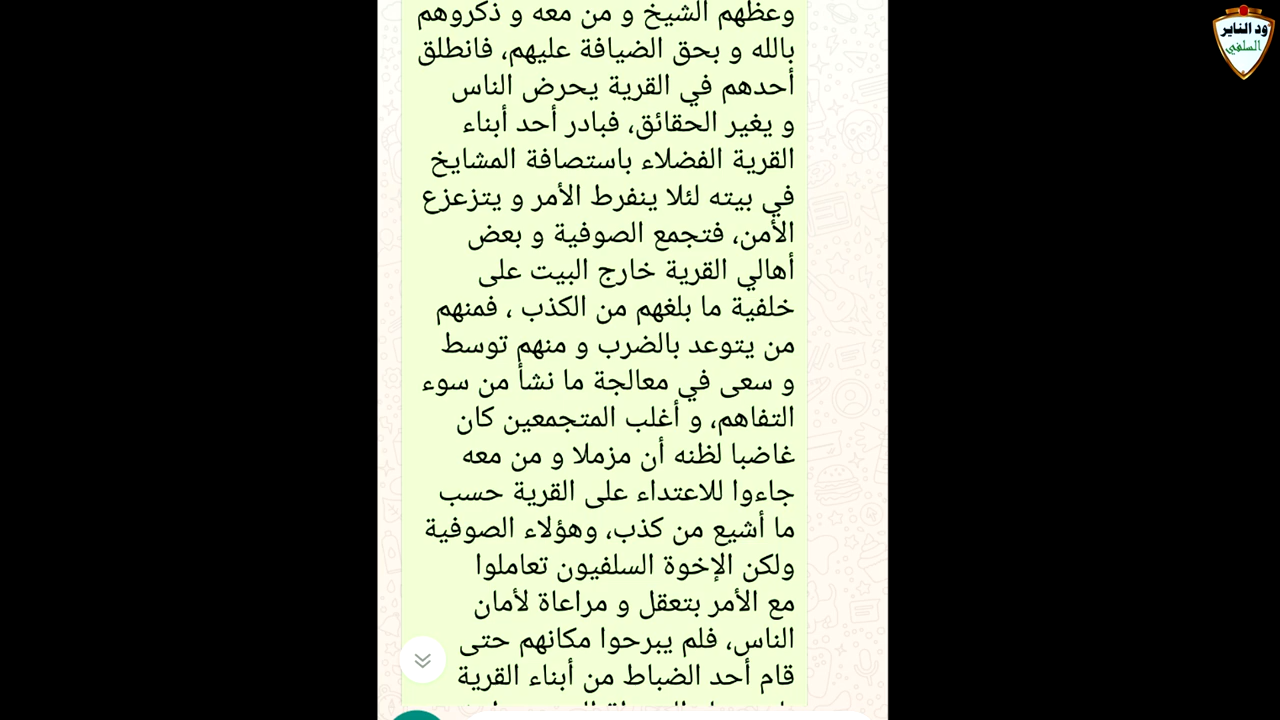 وعظهم الشيخ و من معه و ذكروهم
بالله و بحق الضيافة عليهم، فانطلق
أحدهم في القرية يحرض الناس
و يغير الحقائق، فبادر أحد أبناء
القرية الفضلاء باستصافة المشايخ
في بيته لئلا ينفرط الأمر و يتزعزع
الأمن، فتجمع الصوفية و بعض
أهالي القرية خارج البيت على
خلفية ما بلغهم من الكذب ، فمنهم
من يتوعد بالضرب و منهم توسط
و سعى في معالجة ما نشأ من سوء
التفاهم، و أغلب المتجمعين كان
غاضبا لظنه أن مزملا و من معه
جاءوا للاعتداء على القرية حسب
ما أشيع من كذب، وهؤلاء الصوفية
ولكن الإخوة السلفيون تعاملوا
مع الأمر بتعقل و مراعاة لأمان
الناس، فلم يبرحوا مكانهم حتى
قام أحد الضباط من أبناء القرية
ود الناير
السلفي